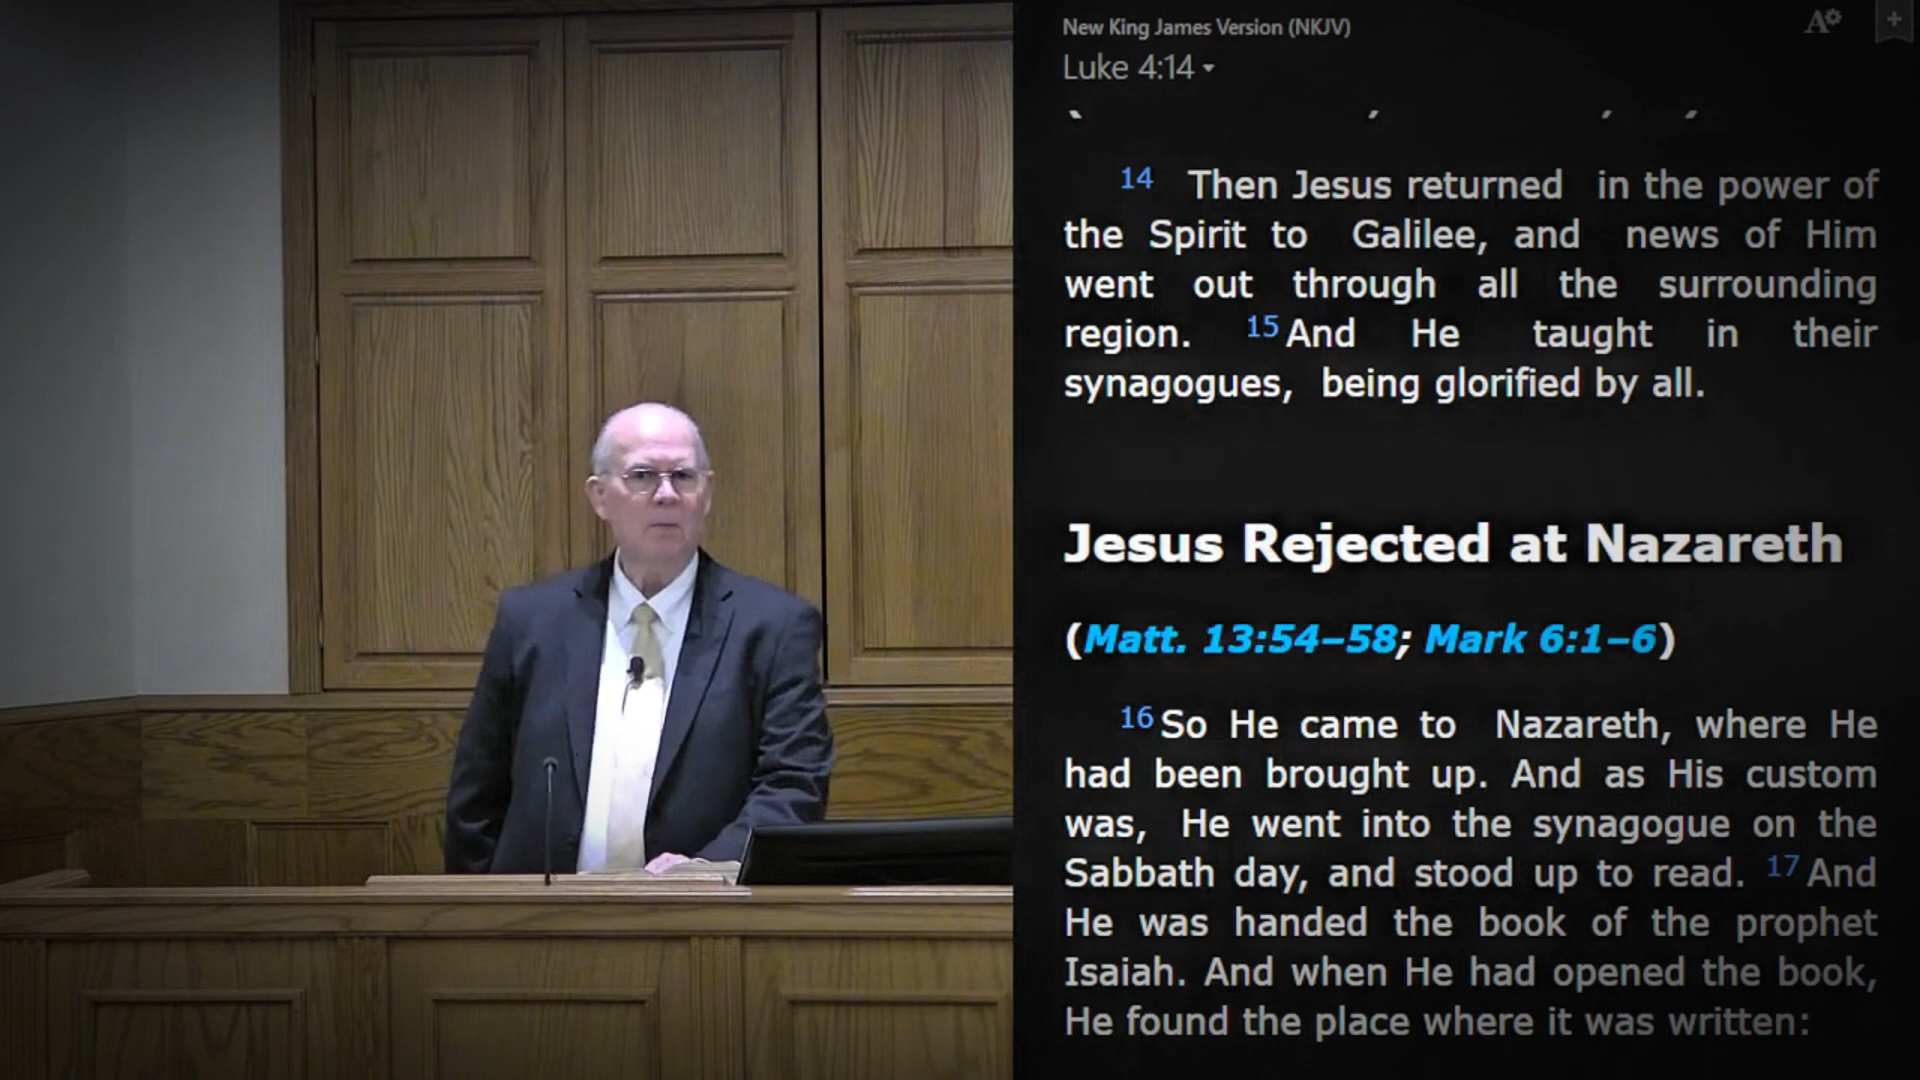 New King James Version (NKJV)
Luke 4:14
14 Then Jesus returned in the power of
the Spirit to Galilee, and news of Him
went out through all the surrounding
region. 15 And He taught in their
synagogues, being glorified by all.
Jesus Rejected at Nazareth
(Matt. 13:54–58; Mark 6:1–6)
16 So He came to Nazareth, where He
had been brought up. And as His custom
was, He went into the synagogue on the
Sabbath day, and stood up to read. 17 And
He was handed the book of the prophet
Isaiah. And when He had opened the book,
He found the place where it was written: